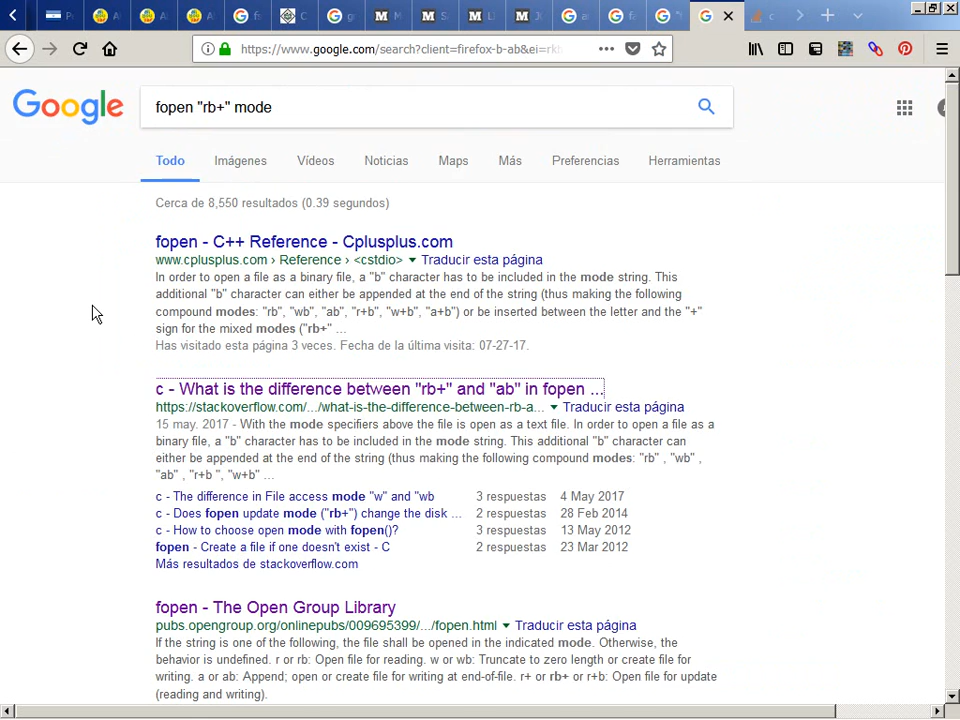 https://www.google.com/search?client=firefox-b-ab&ei=rk
Google
fopen "rb+" mode
Todo Imágenes Vídeos Noticias Maps Más Preferencias Herramientas
Cerca de 8,550 resultados (0.39 segundos)
fopen - C++ Reference - Cplusplus.com
www.cplusplus.com › Reference › <cstdio> Traducir esta página
In order to open a file as a binary file, a "b" character has to be included in the mode string. This
additional "b" character can either be appended at the end of the string (thus making the following
compound modes: "rb", "wb", "ab", "r+b", "w+b", "a+b") or be inserted between the letter and the "+"
sign for the mixed modes ("rb+" ...
Has visitado esta página 3 veces. Fecha de la última visita: 07-27-17.
c - What is the difference between "rb+" and "ab" in fopen ...
https://stackoverflow.com/.../what-is-the-difference-between-rb-a... Traducir esta página
15 may. 2017 - With the mode specifiers above the file is open as a text file. In order to open a file as a
binary file, a "b" character has to be included in the mode string. This additional "b" character can
either be appended at the end of the string (thus making the following compound modes: "rb" , "wb" ,
"ab" , "r+b ", "w+b" ...
c - The difference in File access mode "w" and "wb 3 respuestas 4 May 2017
c - Does fopen update mode ("rb+") change the disk ... 2 respuestas 28 Feb 2014
c - How to choose open mode with fopen()? 3 respuestas 13 May 2012
fopen - Create a file if one doesn't exist - C 2 respuestas 23 Mar 2012
Más resultados de stackoverflow.com
fopen - The Open Group Library
pubs.opengroup.org/onlinepubs/009695399/.../fopen.html Traducir esta página
If the string is one of the following, the file shall be opened in the indicated mode. Otherwise, the
behavior is undefined. r or rb: Open file for reading. w or wb: Truncate to zero length or create file for
writing. a or ab: Append; open or create file for writing at end-of-file. r+ or rb+ or r+b: Open file for update
(reading and writing).